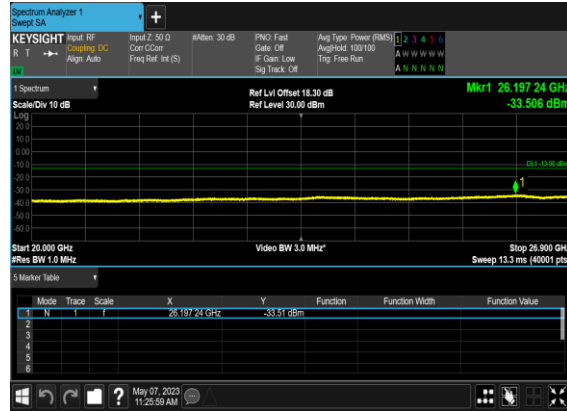 Spectrum Analyzer 1
Swept SA
+
KEYSIGHT Input: RF Input Z: 50 Ω #Atten: 30 dB PNO: Fast Avg Type: Power (RMS) 1 2 3 4 5 6
R T Coupling: DC Corr CCorr Gate: Off Avg|Hold: 100/100 A W W W W W
Align: Auto Freq Ref: Int (S) IF Gain: Low Trig: Free Run
Sig Track: Off A N N N N N
1 Spectrum Ref Lvl Offset 18.30 dB Mkr1 26.197 24 GHz
Scale/Div 10 dB Ref Level 30.00 dBm -33.506 dBm
Log
20.0
10.0
0.00
-10.0
DL1 -13.00 dBm
-20.0
1
-30.0
-40.0
-50.0
-60.0
Start 20.000 GHz Video BW 3.0 MHz* Stop 26.900 GHz
#Res BW 1.0 MHz Sweep 13.3 ms (40001 pts)
5 Marker Table
Mode Trace Scale X Y Function Function Width Function Value
1 N 1 f 26.197 24 GHz -33.51 dBm
2
3
4
5
6
? May 07, 2023
11:25:59 AM